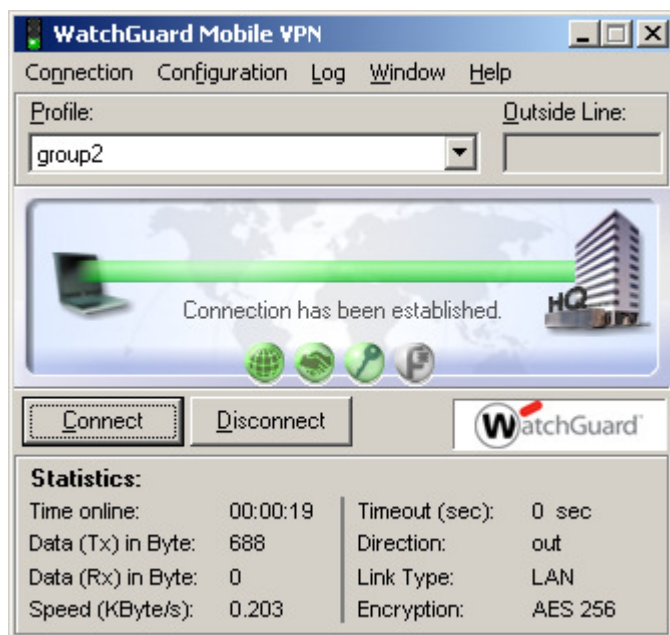 WatchGuard Mobile VPN
Connection Configuration Log Window Help
Profile: Outside Line:
group2
HQ
Connection has been established.
Connect Disconnect WatchGuard
Statistics:
Time online: 00:00:19 Timeout (sec): 0 sec
Data (Tx) in Byte: 688 Direction: out
Data (Rx) in Byte: 0 Link Type: LAN
Speed (KByte/s): 0.203 Encryption: AES 256